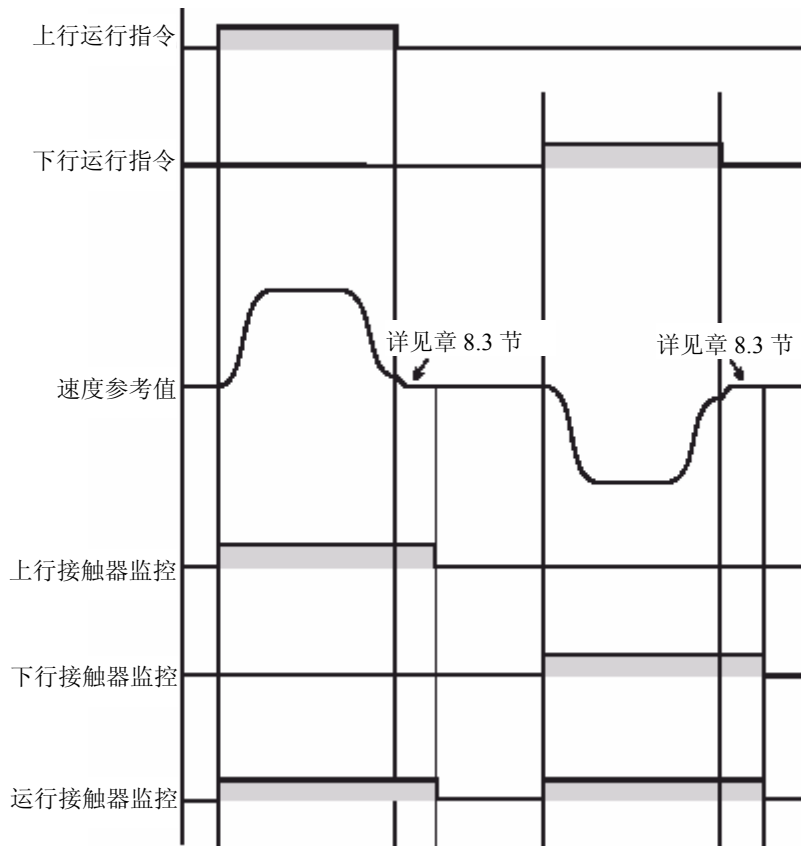 上行运行指令
下行运行指令
详见章 8.3 节
详见章 8.3 节
速度参考值
上行接触器监控
下行接触器监控
运行接触器监控